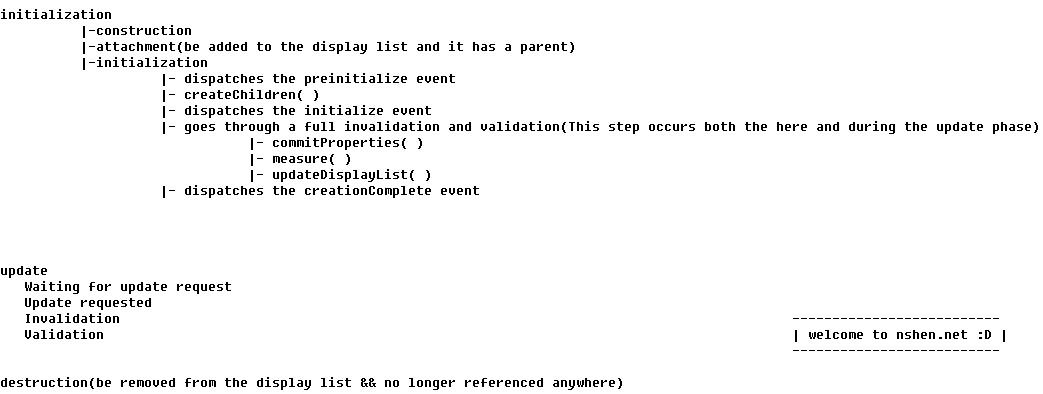 initialization
|-construction
|-attachment(be added to the display list and it has a parent)
|-initialization
|- dispatches the preinitialize event
|- createChildren( )
|- dispatches the initialize event
|- goes through a full invalidation and validation(This step occurs both the here and during the update phase)
|- commitProperties( )
|- measure( )
|- updateDisplayList( )
|- dispatches the creationComplete event
update
Waiting for update request
Update requested
Invalidation
Validation
--------------------------
| welcome to nshen.net :D |
--------------------------
destruction(be removed from the display list && no longer referenced anywhere)